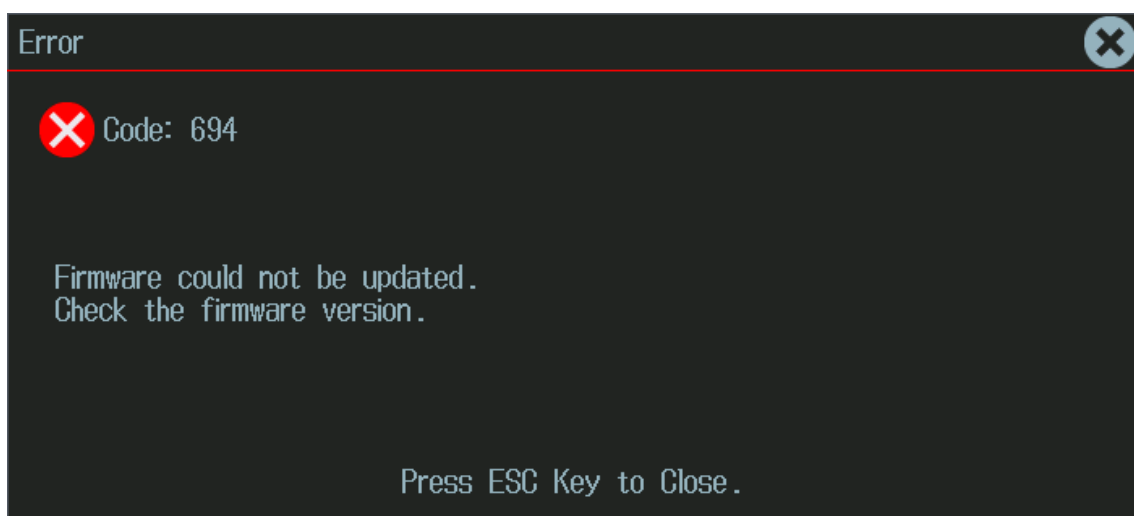 Error
Code: 694
Firmware could not be updated.
Check the firmware version.
Press ESC Key to Close.